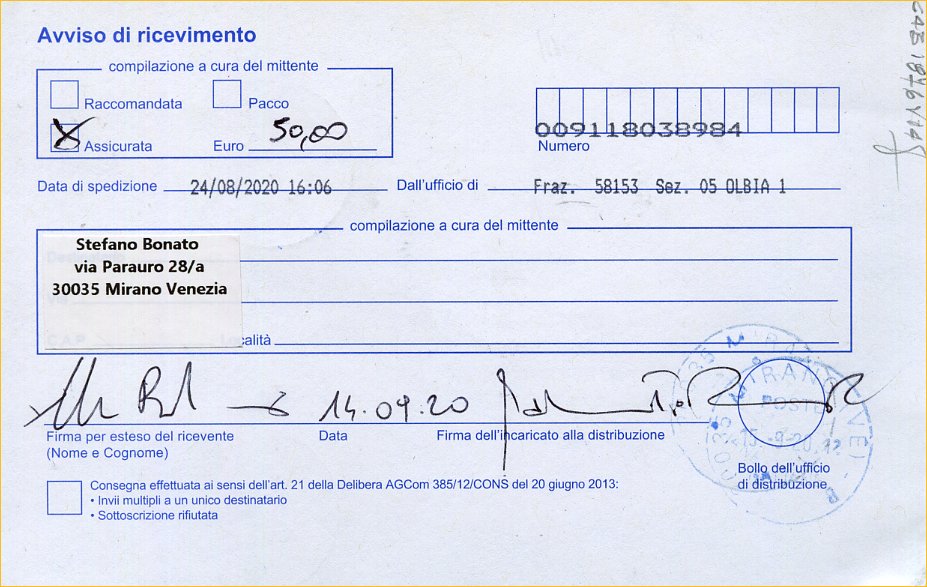 Avviso di ricevimento
compilazione a cura del mittente
Raccomandata Pacco
Assicurata Euro 50,00
009118038984
Numero
Data di spedizione 24/08/2020 16:06 Dall'ufficio di Fraz. 58153 Sez. 05 OLBIA 1
compilazione a cura del mittente
Stefano Bonato
via Parauro 28/a
30035 Mirano Venezia
calità
14.09.20
Firma per esteso del ricevente
(Nome e Cognome)
Data
Firma dell'incaricato alla distribuzione
MIRANO (VE)
POSTE
Bollo dell'ufficio
di distribuzione
Consegna effettuata ai sensi dell'art. 21 della Delibera AGCom 385/12/CONS del 20 giugno 2013:
• Invii multipli a un unico destinatario
• Sottoscrizione rifiutata